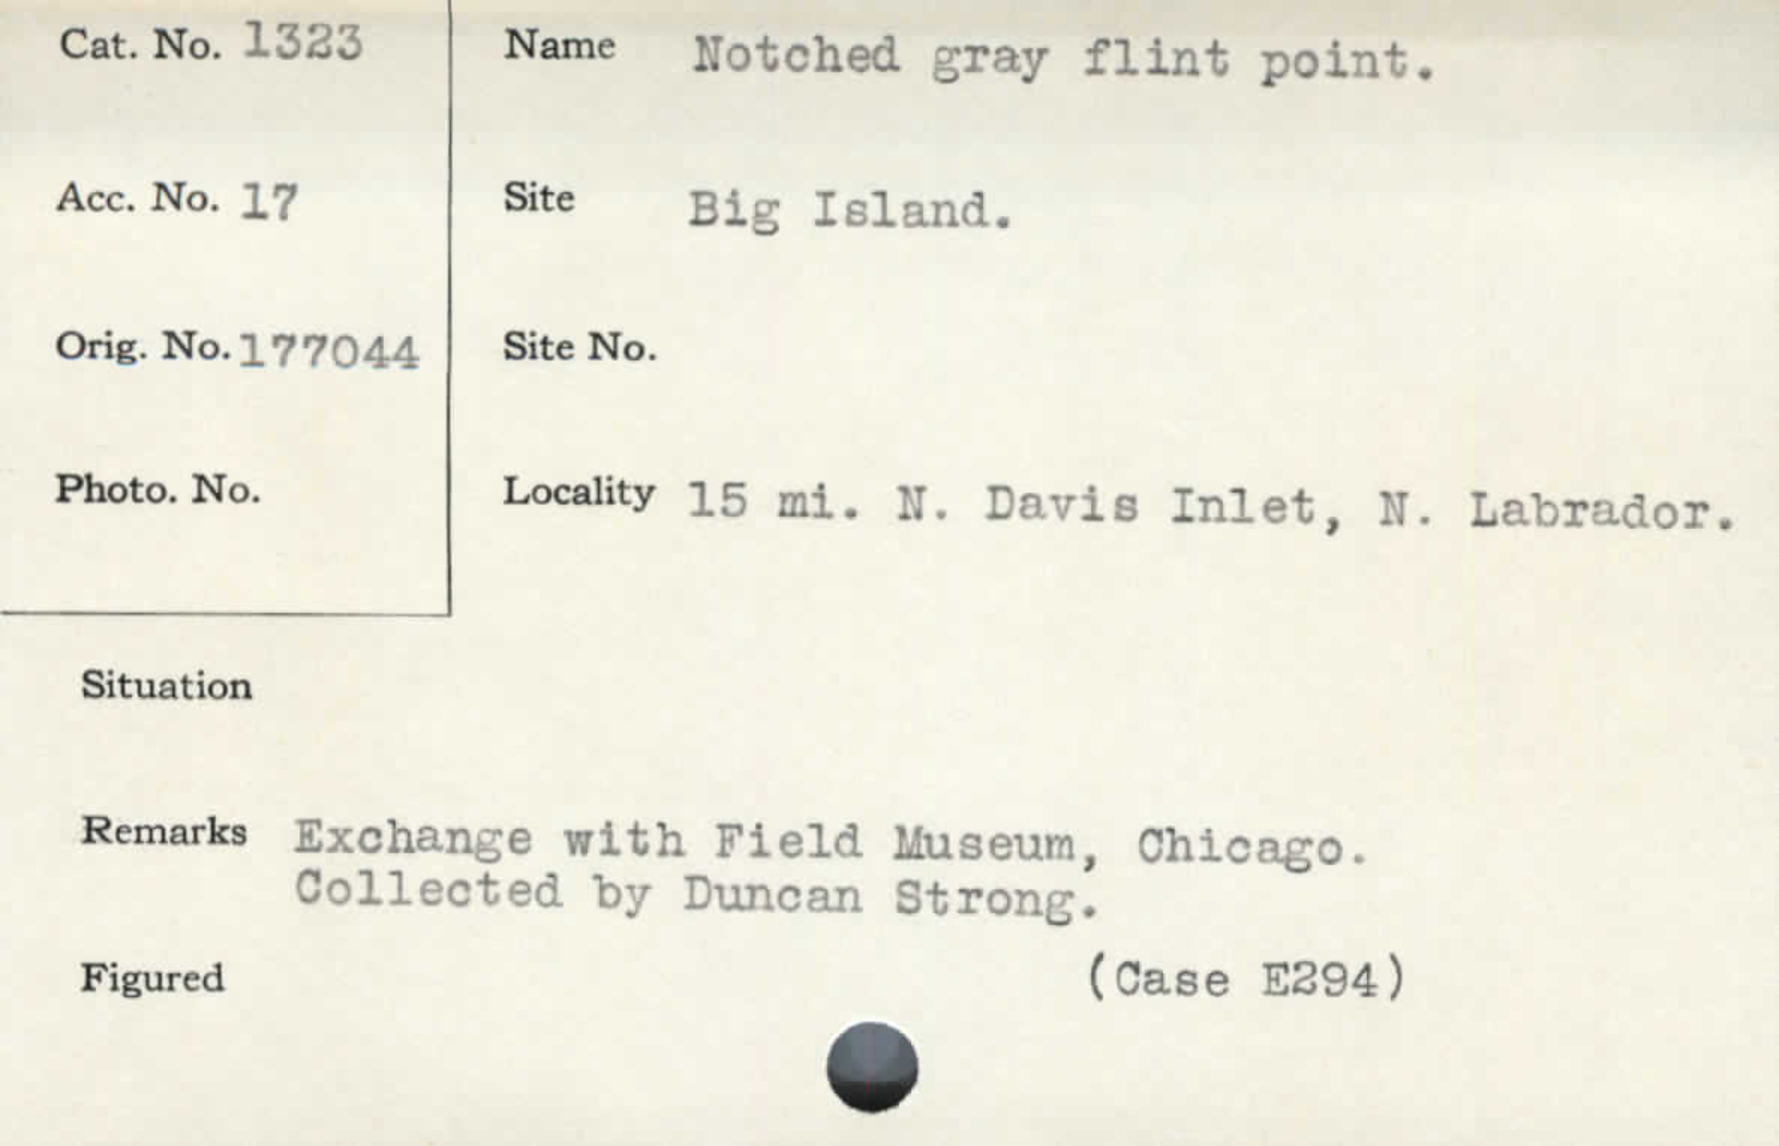 Cat. No. 1323
Name Notched gray flint point.
Acc. No. 17
Site Big Island.
Orig. No. 177044
Site No.
Photo. No.
Locality 15 mi. N. Davis Inlet, N. Labrador.
Situation
Remarks Exchange with Field Museum, Chicago.
Collected by Duncan Strong.
Figured (Case E294)